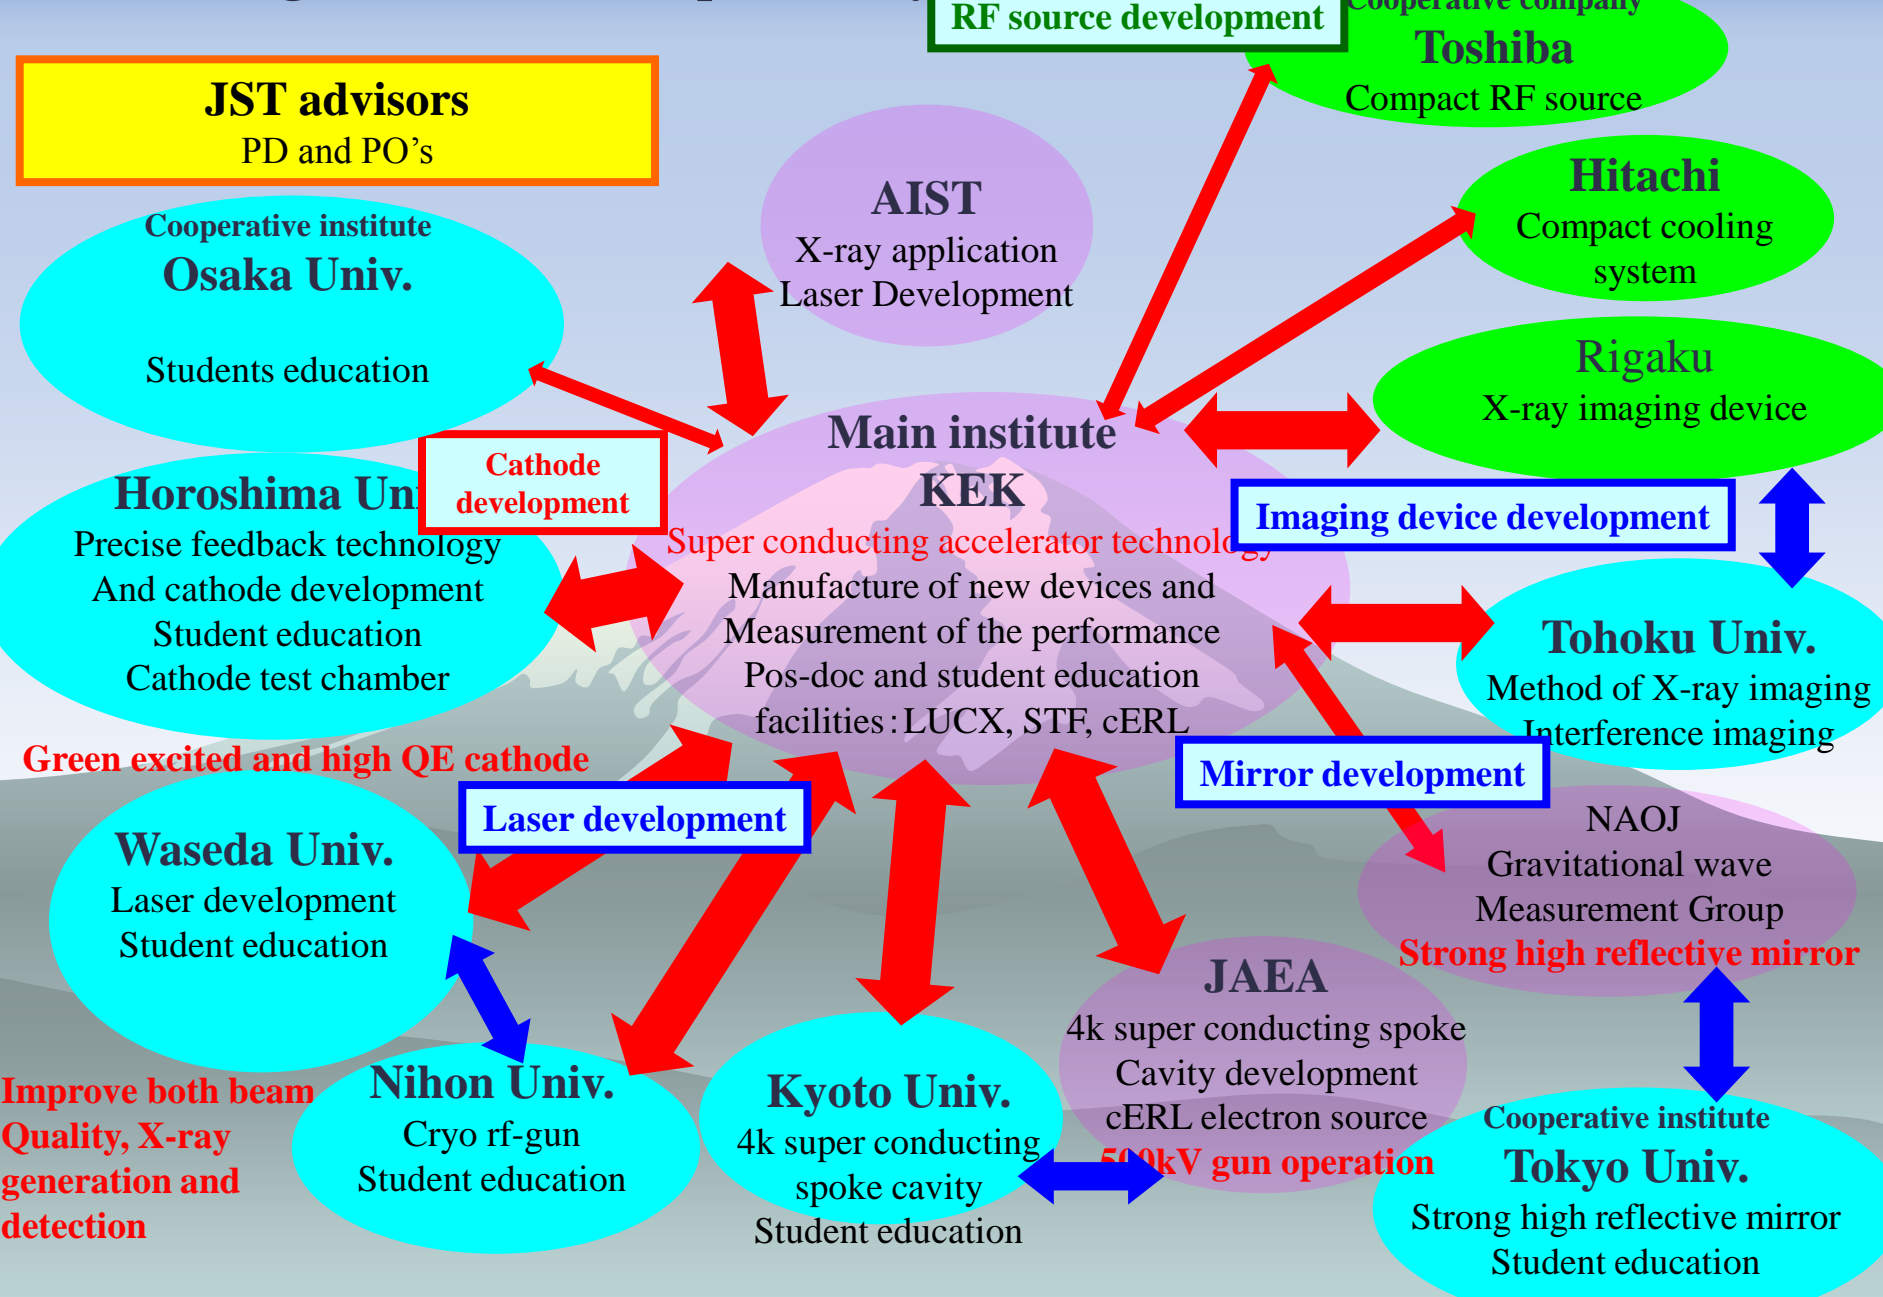 RF source development
Cooperative company
Toshiba
Compact RF source
JST advisors
PD and PO’s
AIST
X-ray application
Laser Development
Hitachi
Compact cooling
system
Cooperative institute
Osaka Univ.
Students education
Rigaku
X-ray imaging device
Main institute
KEK
Super conducting accelerator technology
Manufacture of new devices and
Measurement of the performance
Pos-doc and student education
facilities : LUCX, STF, cERL
Cathode
development
Horoshima Uni
Precise feedback technology
And cathode development
Student education
Cathode test chamber
Imaging device development
Tohoku Univ.
Method of X-ray imaging
Interference imaging
Green excited and high QE cathode
Laser development
Mirror development
Waseda Univ.
Laser development
Student education
NAOJ
Gravitational wave
Measurement Group
Strong high reflective mirror
JAEA
4k super conducting spoke
Cavity development
cERL electron source
500kV gun operation
Improve both beam
Quality, X-ray
generation and
detection
Nihon Univ.
Cryo rf-gun
Student education
Kyoto Univ.
4k super conducting
spoke cavity
Student education
Cooperative institute
Tokyo Univ.
Strong high reflective mirror
Student education